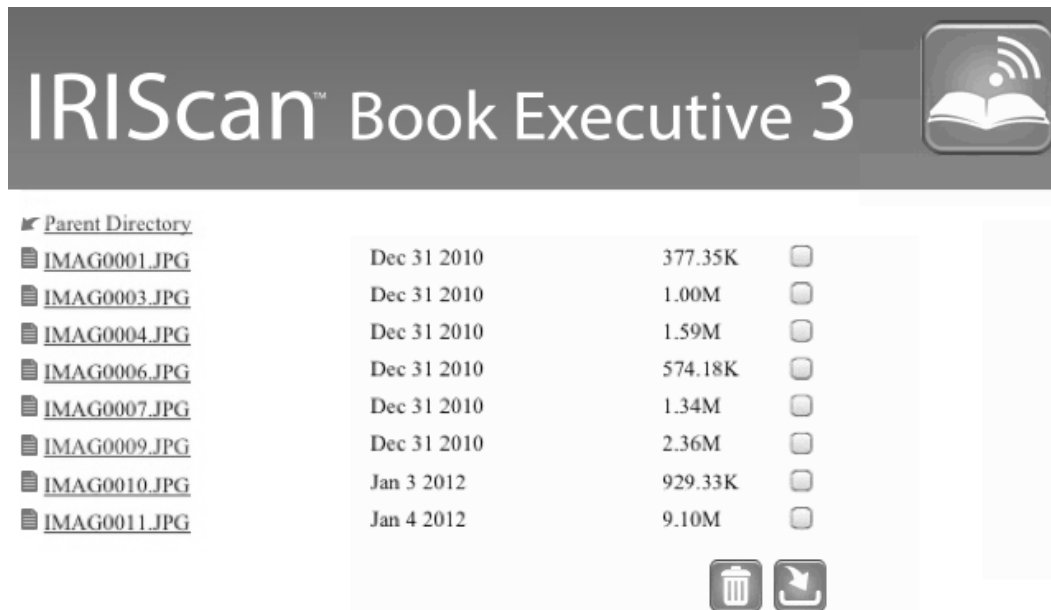 IRIScan™ Book Executive 3
Parent Directory
IMAG0001.JPG Dec 31 2010 377.35K
IMAG0003.JPG Dec 31 2010 1.00M
IMAG0004.JPG Dec 31 2010 1.59M
IMAG0006.JPG Dec 31 2010 574.18K
IMAG0007.JPG Dec 31 2010 1.34M
IMAG0009.JPG Dec 31 2010 2.36M
IMAG0010.JPG Jan 3 2012 929.33K
IMAG0011.JPG Jan 4 2012 9.10M